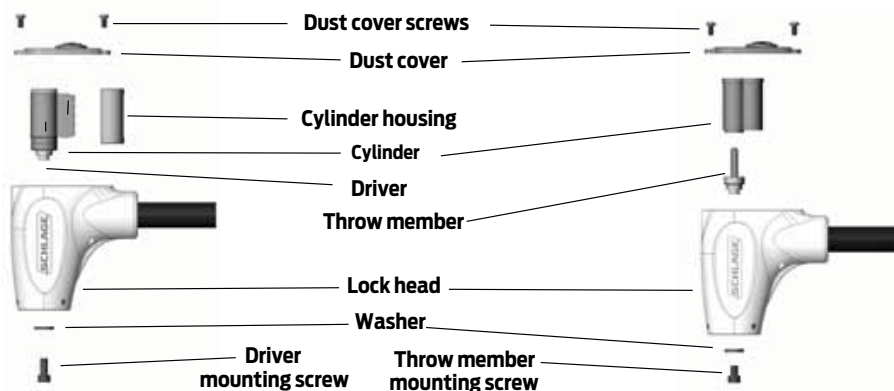 Dust cover screws
Dust cover
Cylinder housing
Cylinder
Driver
Throw member
SCHLAGE
SCHLAGE
Lock head
Washer
Driver
mounting screw
Throw member
mounting screw